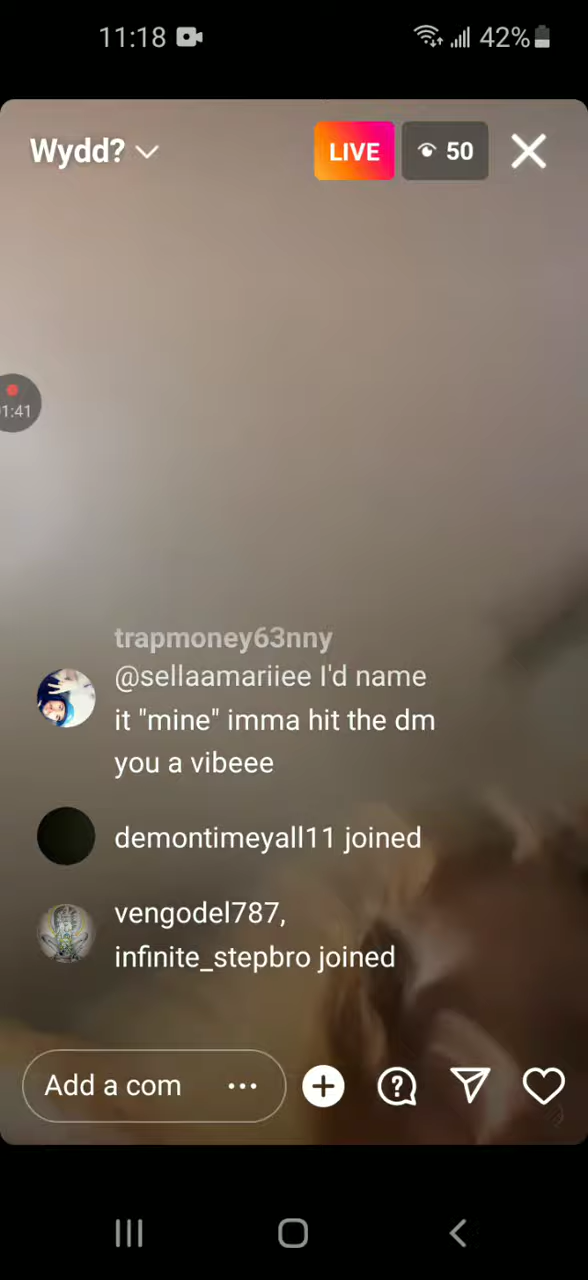 11:18
42%
Wydd?
LIVE
50
1:41
trapmoney63nny
@sellaamariiee I'd name
it "mine" imma hit the dm
you a vibeee
demontimeyall11 joined
vengodel787,
infinite_stepbro joined
Add a com